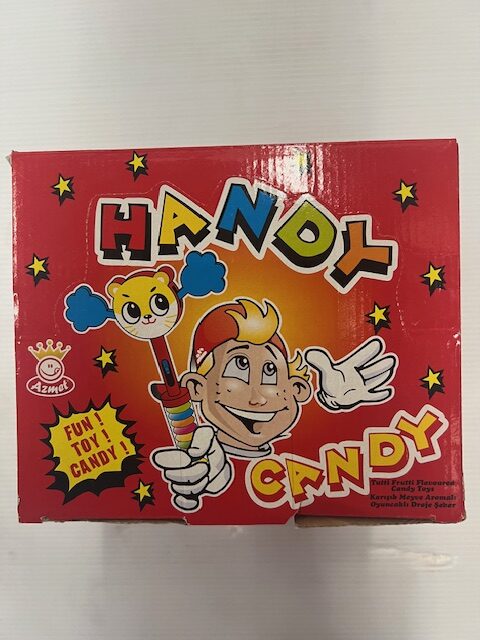 HANDY
Azmet
FUN !
TOY !
CANDY !
CANDY
Tutti Frutti Flavoured
Candy Toys
Karışık Meyve Aromalı
Oyuncaklı Draje Şeker